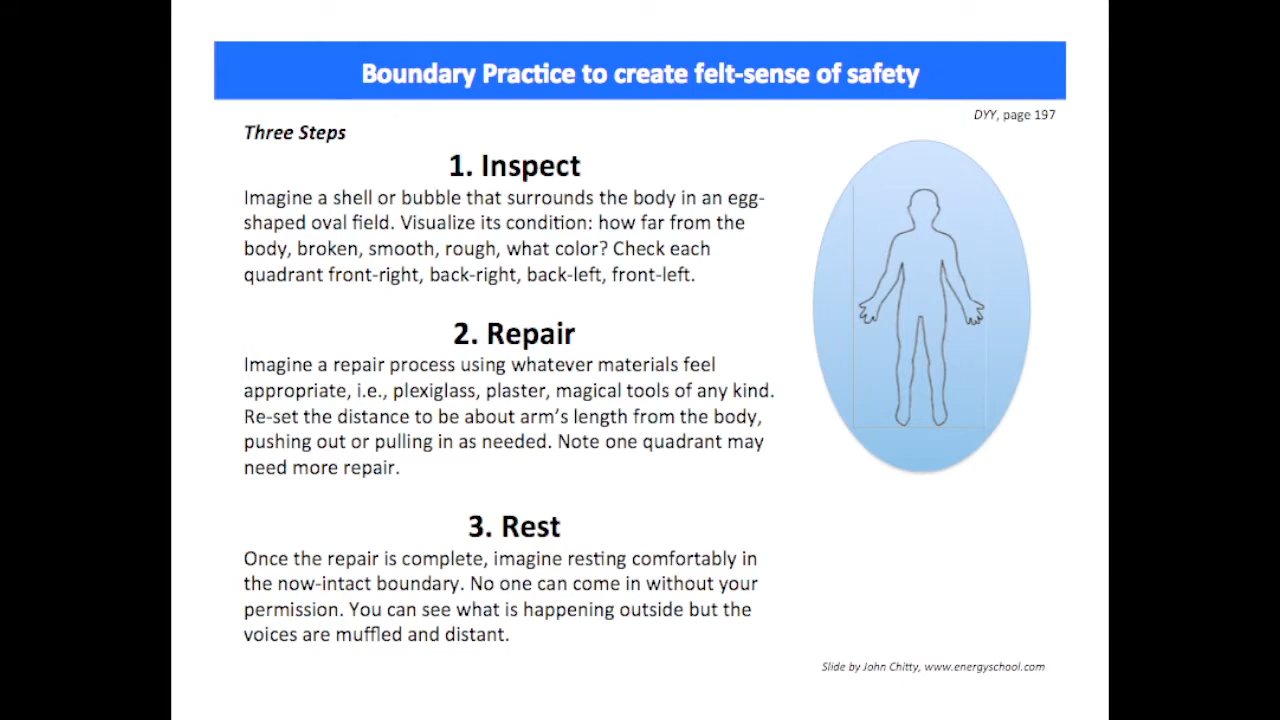 Boundary Practice to create felt-sense of safety
DYY, page 197
Three Steps
1. Inspect
Imagine a shell or bubble that surrounds the body in an egg-
shaped oval field. Visualize its condition: how far from the
body, broken, smooth, rough, what color? Check each
quadrant front-right, back-right, back-left, front-left.
2. Repair
Imagine a repair process using whatever materials feel
appropriate, i.e., plexiglass, plaster, magical tools of any kind.
Re-set the distance to be about arm's length from the body,
pushing out or pulling in as needed. Note one quadrant may
need more repair.
3. Rest
Once the repair is complete, imagine resting comfortably in
the now-intact boundary. No one can come in without your
permission. You can see what is happening outside but the
voices are muffled and distant.
Slide by John Chitty, www.energyschool.com